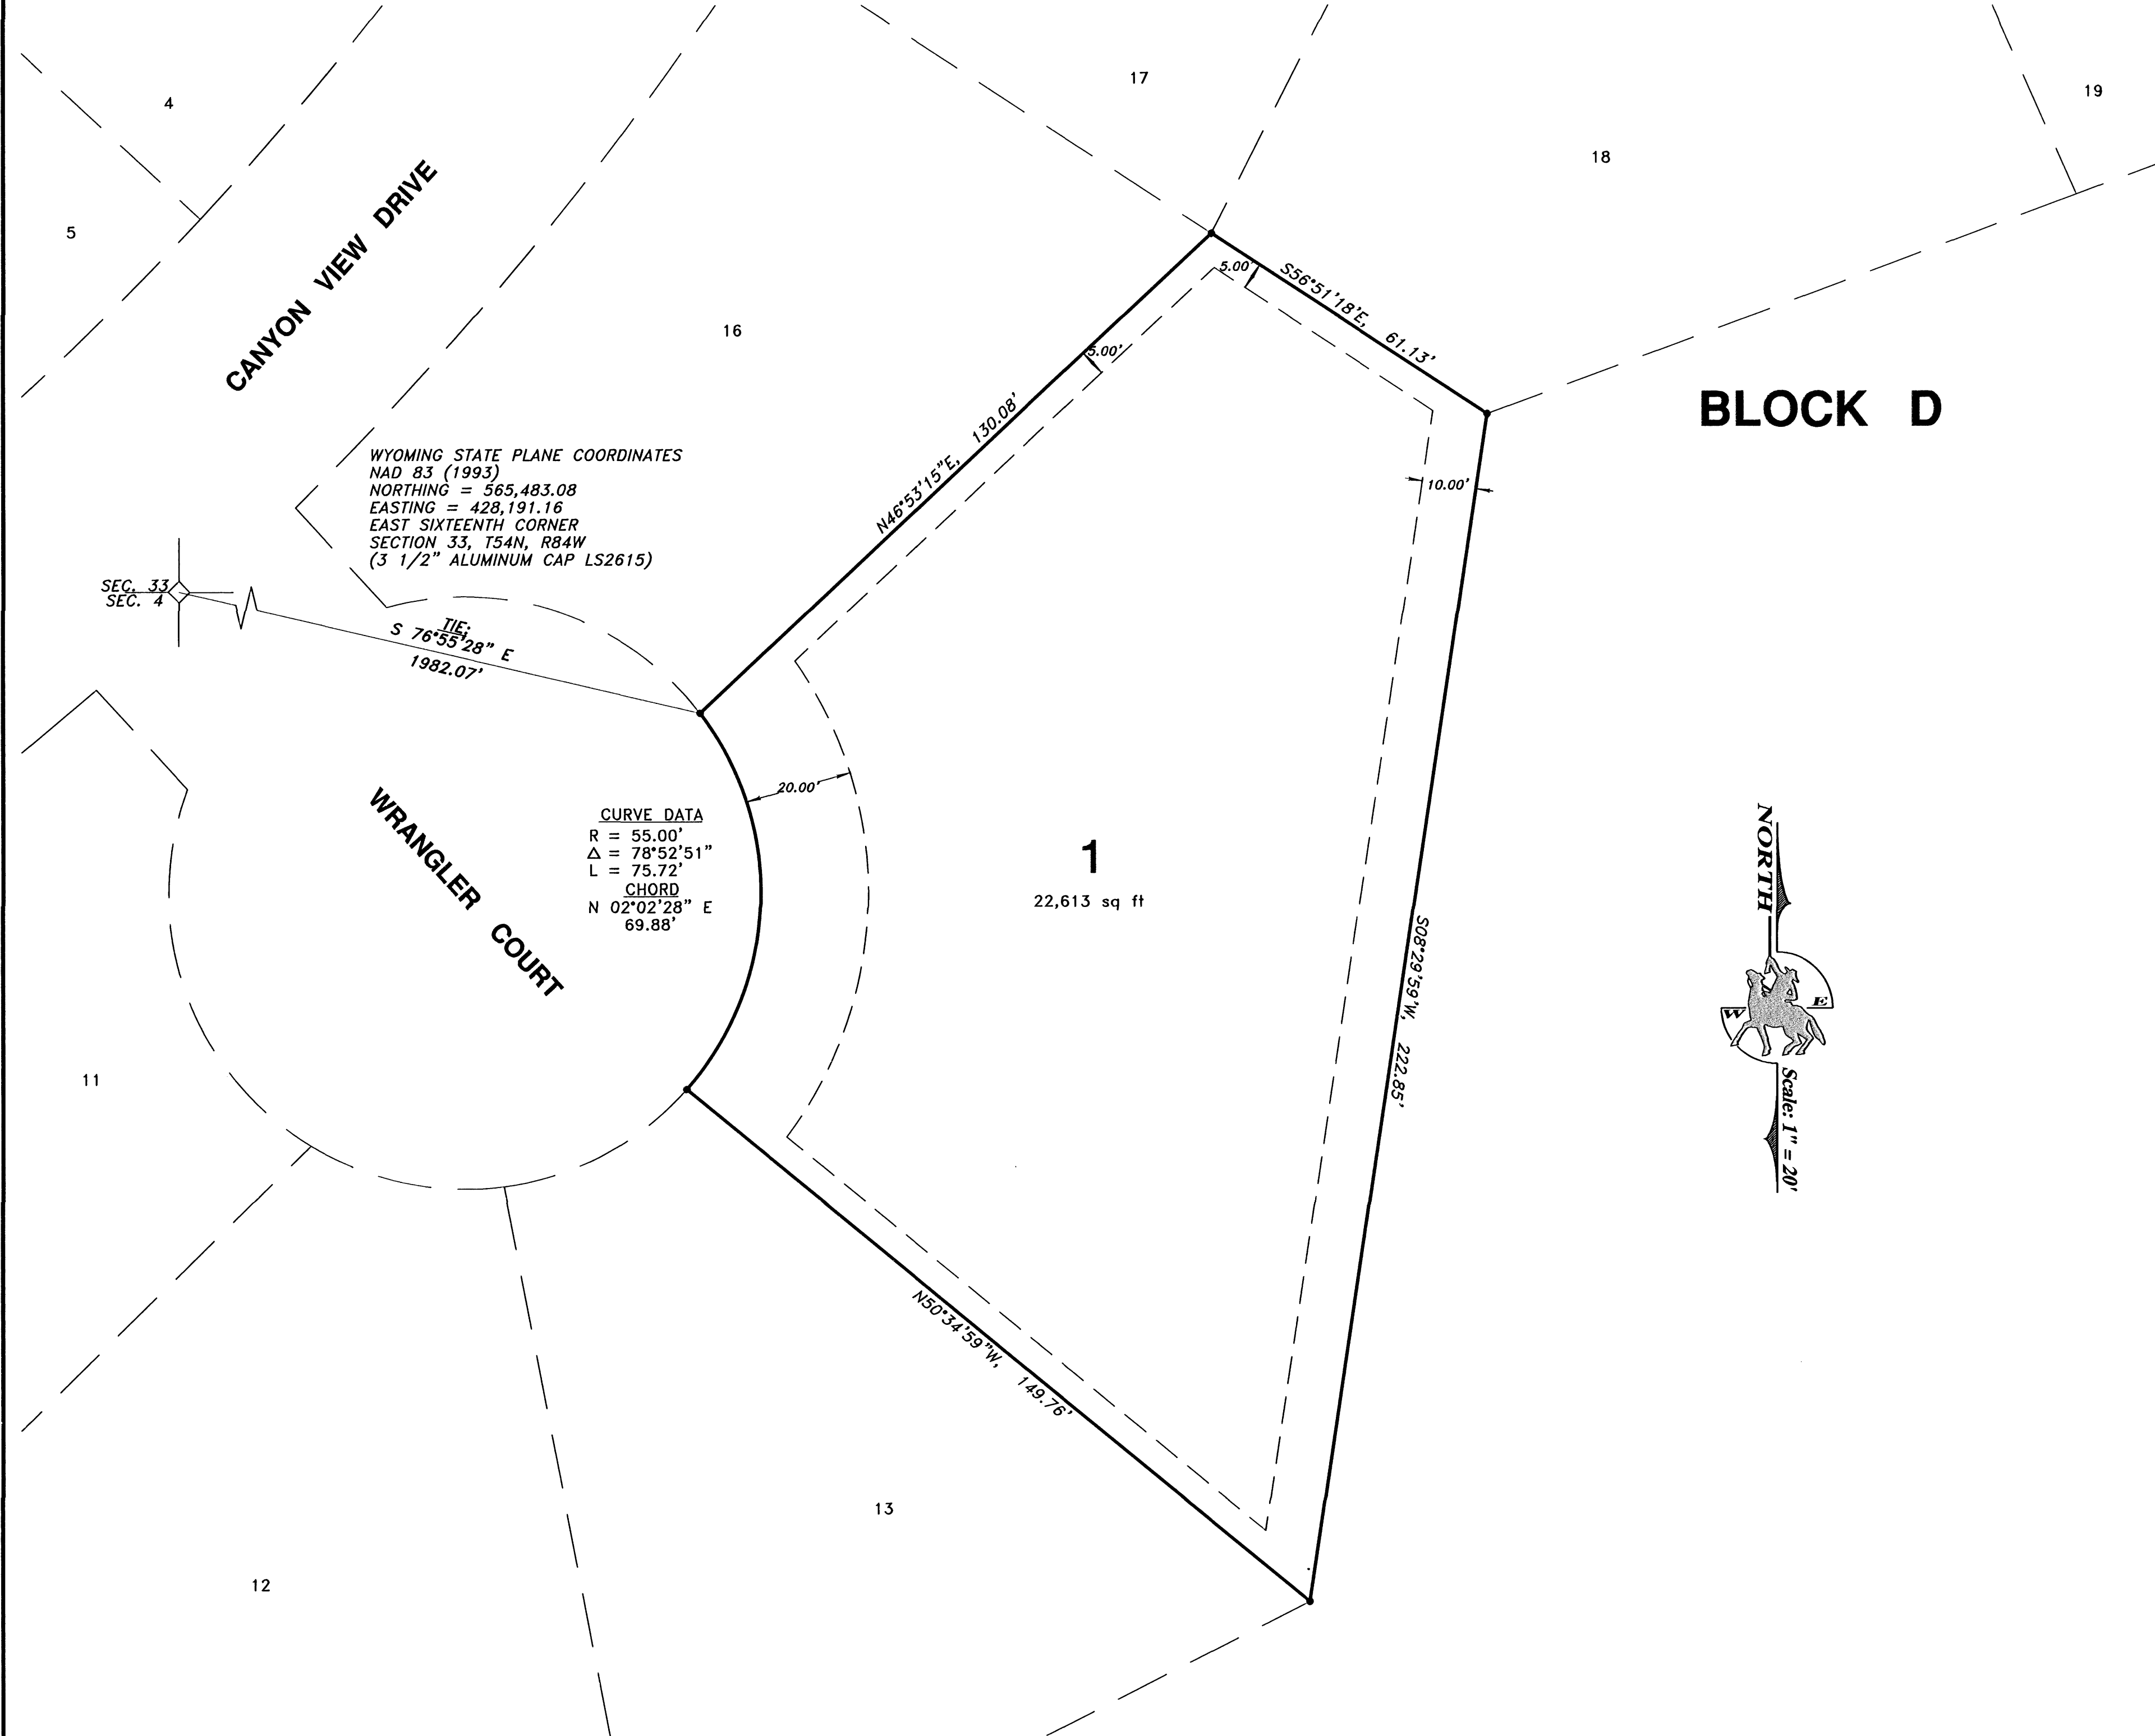 4
17
19
18
5
CANYON VIEW DRIVE
16
5.00'
S56°51'18'E, 61.13'
5.00'
BLOCK D
N46°53'15"E, 130.08'
10.00'
WYOMING STATE PLANE COORDINATES
NAD 83 (1993)
NORTHING = 565,483.08
EASTING = 428,191.16
EAST SIXTEENTH CORNER
SECTION 33, T54N, R84W
(3 1/2" ALUMINUM CAP LS2615)
SEC. 33
SEC. 4
TIE:
S 76°55'28" E
1982.07'
20.00'
WRANGLER COURT
CURVE DATA
R = 55.00'
△ = 78°52'51"
L = 75.72'
CHORD
N 02°02'28" E
69.88'
1
22,613 sq ft
S08°29'59'W, 222.85'
NORTH
W
E
Scale: 1" = 20'
11
N50°34'59"W, 149.76'
13
12